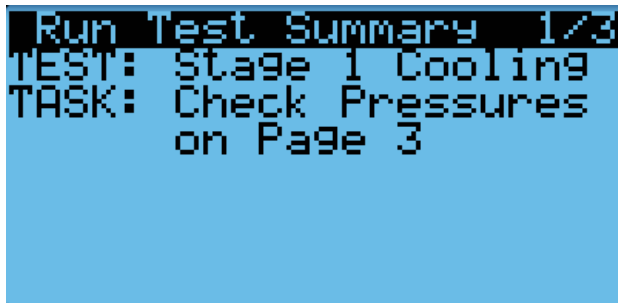 Run Test Summary 1/3
TEST: Stage 1 Cooling
TASK: Check Pressures
on Page 3